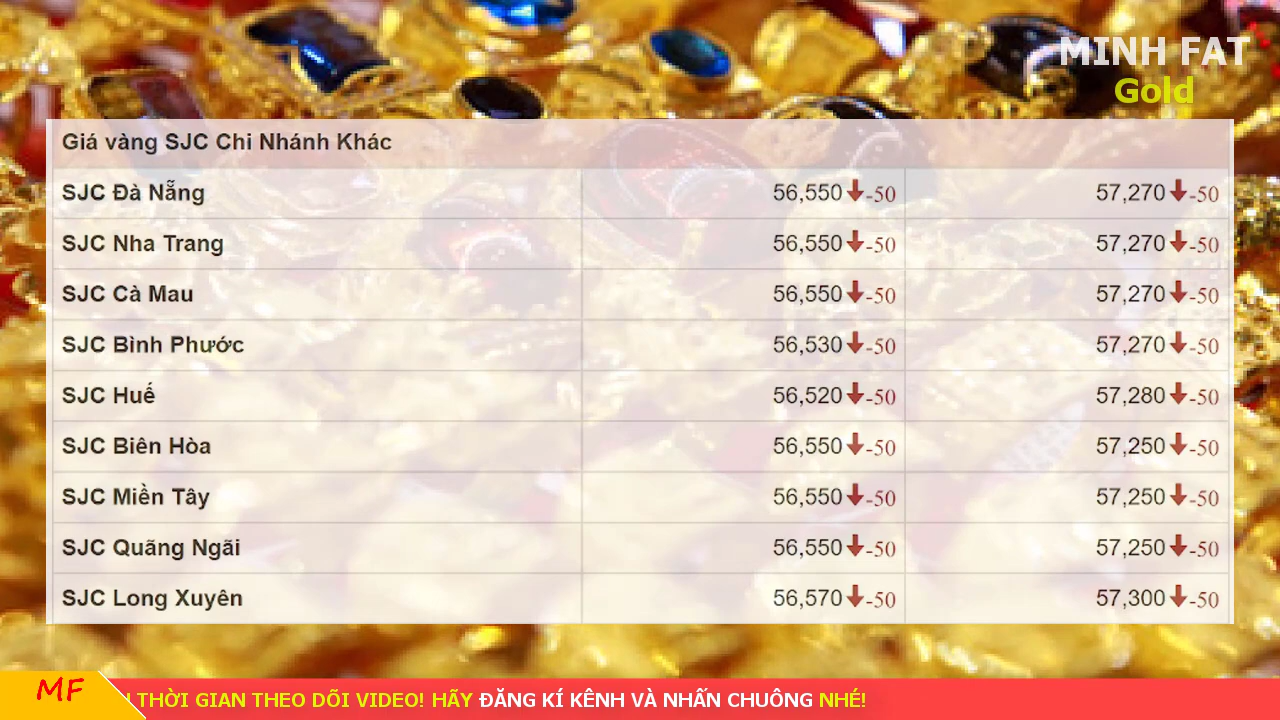 MINH FAT
Gold
Giá vàng SJC Chi Nhánh Khác
SJC Đà Nẵng 56,550 -50 57,270 -50
SJC Nha Trang 56,550 -50 57,270 -50
SJC Cà Mau 56,550 -50 57,270 -50
SJC Bình Phước 56,530 -50 57,270 -50
SJC Huế 56,520 -50 57,280 -50
SJC Biên Hòa 56,550 -50 57,250 -50
SJC Miền Tây 56,550 -50 57,250 -50
SJC Quãng Ngãi 56,550 -50 57,250 -50
SJC Long Xuyên 56,570 -50 57,300 -50
MF THỜI GIAN THEO DÕI VIDEO! HÃY ĐĂNG KÍ KÊNH VÀ NHẤN CHUÔNG NHÉ!